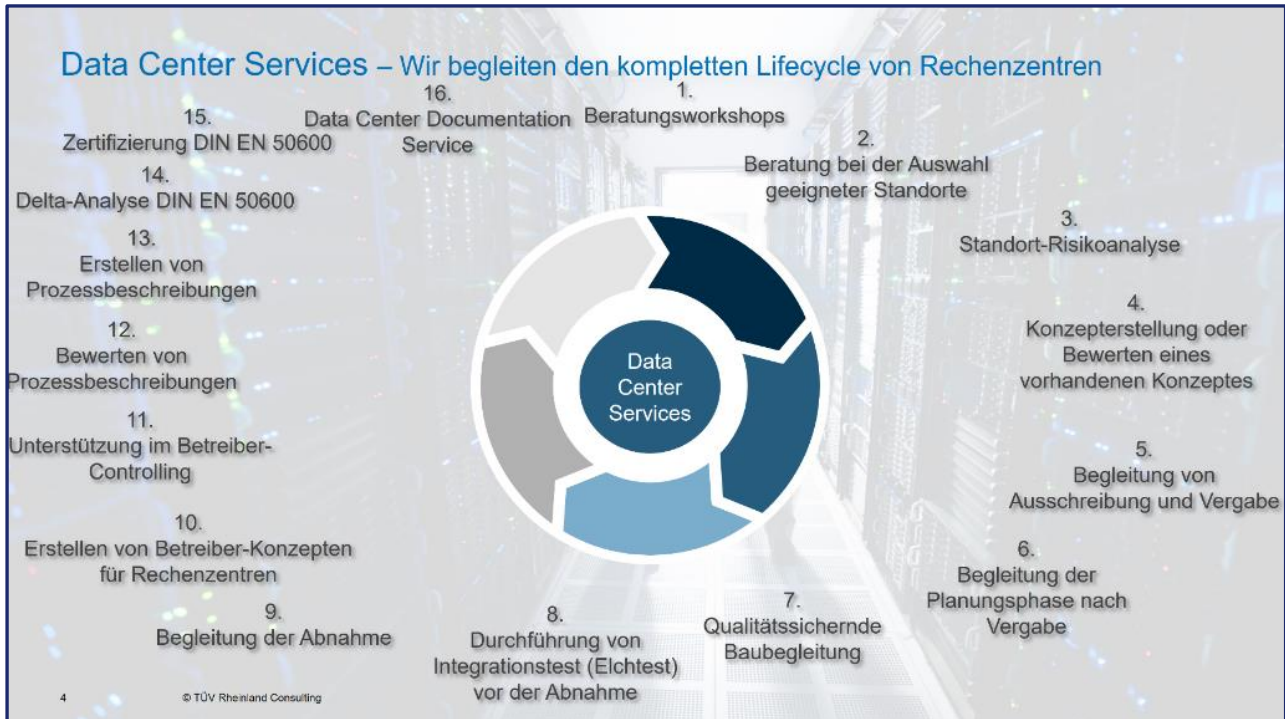 Data Center Services – Wir begleiten den kompletten Lifecycle von Rechenzentren
1.
Beratungsworkshops
2.
Beratung bei der Auswahl
geeigneter Standorte
3.
Standort-Risikoanalyse
4.
Konzepterstellung oder
Bewerten eines
vorhandenen Konzeptes
5.
Begleitung von
Ausschreibung und Vergabe
6.
Begleitung der
Planungsphase nach
Vergabe
7.
Qualitätssichernde
Baubegleitung
8.
Durchführung von
Integrationstest (Elchtest)
vor der Abnahme
9.
Begleitung der Abnahme
10.
Erstellen von Betreiber-Konzepten
für Rechenzentren
11.
Unterstützung im Betreiber-
Controlling
12.
Bewerten von
Prozessbeschreibungen
13.
Erstellen von
Prozessbeschreibungen
14.
Delta-Analyse DIN EN 50600
15.
Zertifizierung DIN EN 50600
16.
Data Center Documentation
Service
Data
Center
Services
4
© TÜV Rheinland Consulting